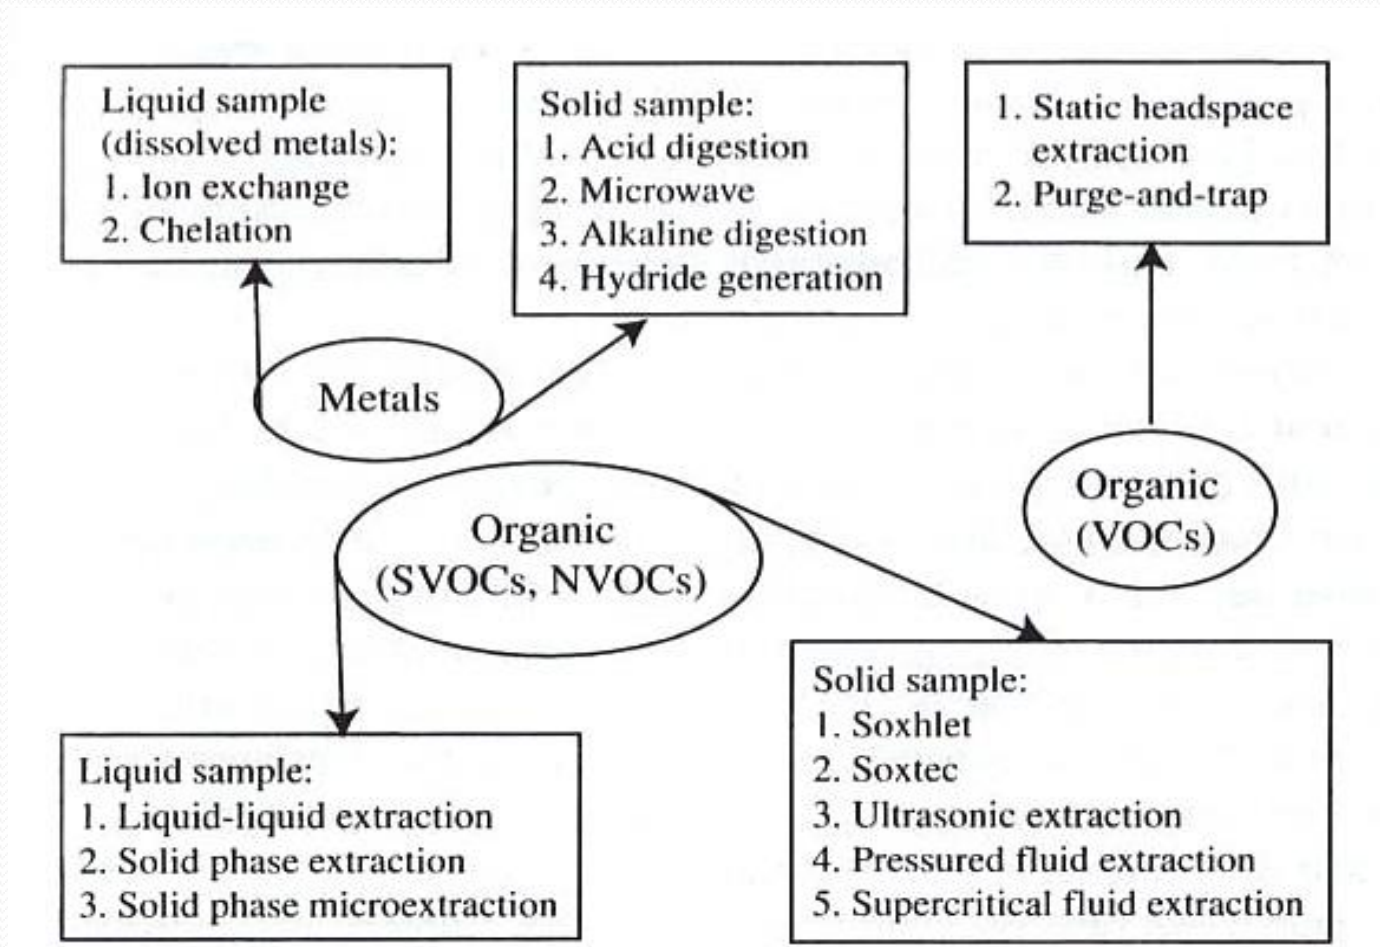 Liquid sample
(dissolved metals):
1. Ion exchange
2. Chelation
Solid sample:
1. Acid digestion
2. Microwave
3. Alkaline digestion
4. Hydride generation
1. Static headspace
extraction
2. Purge-and-trap
Metals
Organic
(SVOCs, NVOCs)
Organic
(VOCs)
Liquid sample:
1. Liquid-liquid extraction
2. Solid phase extraction
3. Solid phase microextraction
Solid sample:
1. Soxhlet
2. Soxtec
3. Ultrasonic extraction
4. Pressured fluid extraction
5. Supercritical fluid extraction